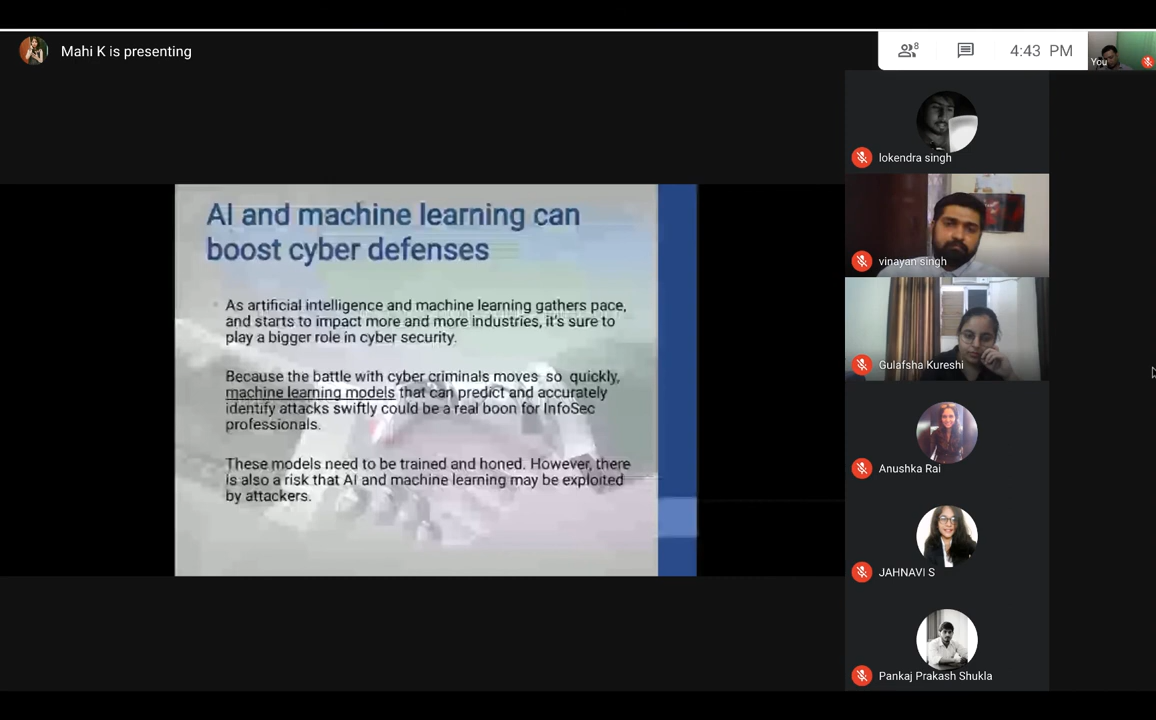 Mahi K is presenting
8
4:43 PM
You
AI and machine learning can
boost cyber defenses
As artificial intelligence and machine learning gathers pace,
and starts to impact more and more industries, it's sure to
play a bigger role in cyber security.
Because the battle with cyber criminals moves so quickly,
machine learning models that can predict and accurately
identify attacks swiftly could be a real boon for InfoSec
professionals.
These models need to be trained and honed. However, there
is also a risk that AI and machine learning may be exploited
by attackers.
lokendra singh
vinayan singh
Gulafsha Kureshi
Anushka Rai
JAHNAVI S
Pankaj Prakash Shukla